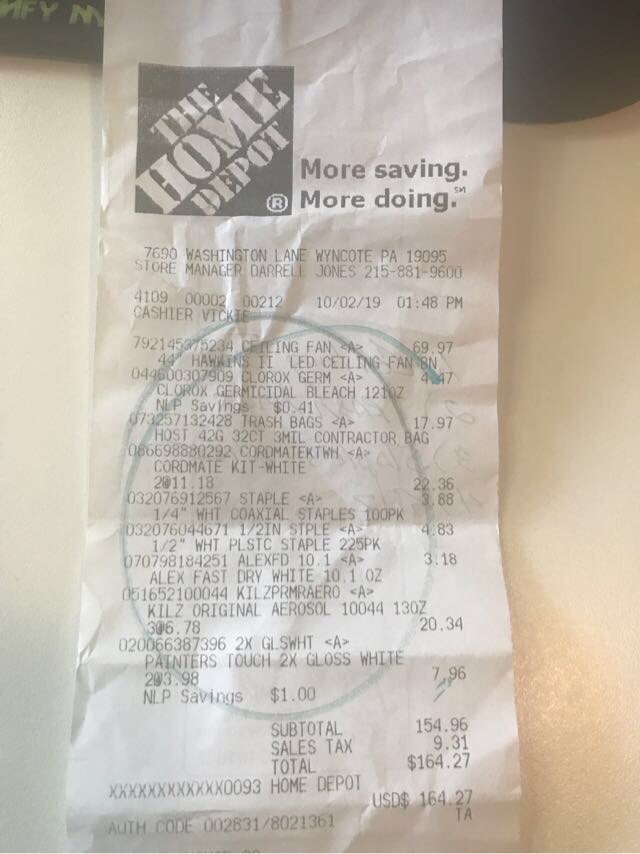 THE
HOME
DEPOT
®
More saving.
More doing.℠
7690 WASHINGTON LANE WYNCOTE PA 19095
STORE MANAGER DARRELL JONES 215-881-9600
4109 00002 00212 10/02/19 01:48 PM
CASHIER VICKIE
792145375234 CEILING FAN <A> 69.97
44" HAWKINS II LED CEILING FAN BN
044600307909 CLOROX GERM <A> 4.47
CLOROX GERMICIDAL BLEACH 121OZ
NLP Savings $0.41
073257132428 TRASH BAGS <A> 17.97
HOST 42G 32CT 3MIL CONTRACTOR BAG
086698880292 CORDMATEKTWH <A>
CORDMATE KIT-WHITE
2@11.18 22.36
032076912567 STAPLE <A> 3.88
1/4" WHT COAXIAL STAPLES 100PK
032076044671 1/2IN STPLE <A> 4.83
1/2" WHT PLSTC STAPLE 225PK
070798184251 ALEXFD 10.1 <A> 3.18
ALEX FAST DRY WHITE 10.1 OZ
051652100044 KILZPRMRAERO <A>
KILZ ORIGINAL AEROSOL 10044 13OZ
3@6.78 20.34
020066387396 2X GLSWHT <A>
PAINTERS TOUCH 2X GLOSS WHITE
2@3.98 7.96
NLP Savings $1.00
SUBTOTAL 154.96
SALES TAX 9.31
TOTAL $164.27
XXXXXXXXXXXX0093 HOME DEPOT
USD$ 164.27
AUTH CODE 002831/8021361 TA